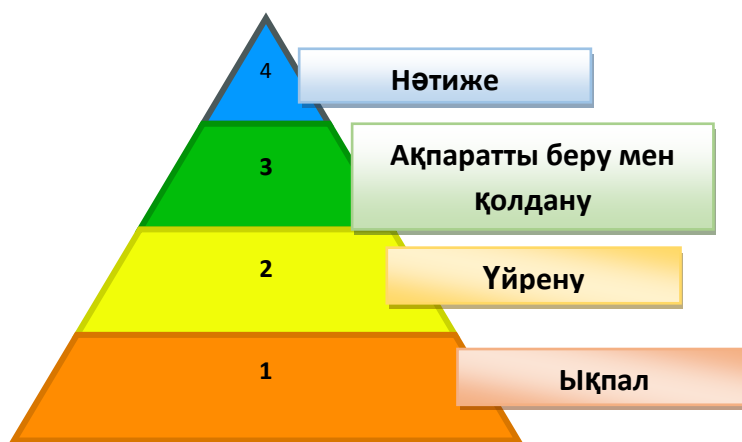 4
Нәтиже
3
Ақпаратты беру мен
қолдану
2
Үйрену
1
Ықпал